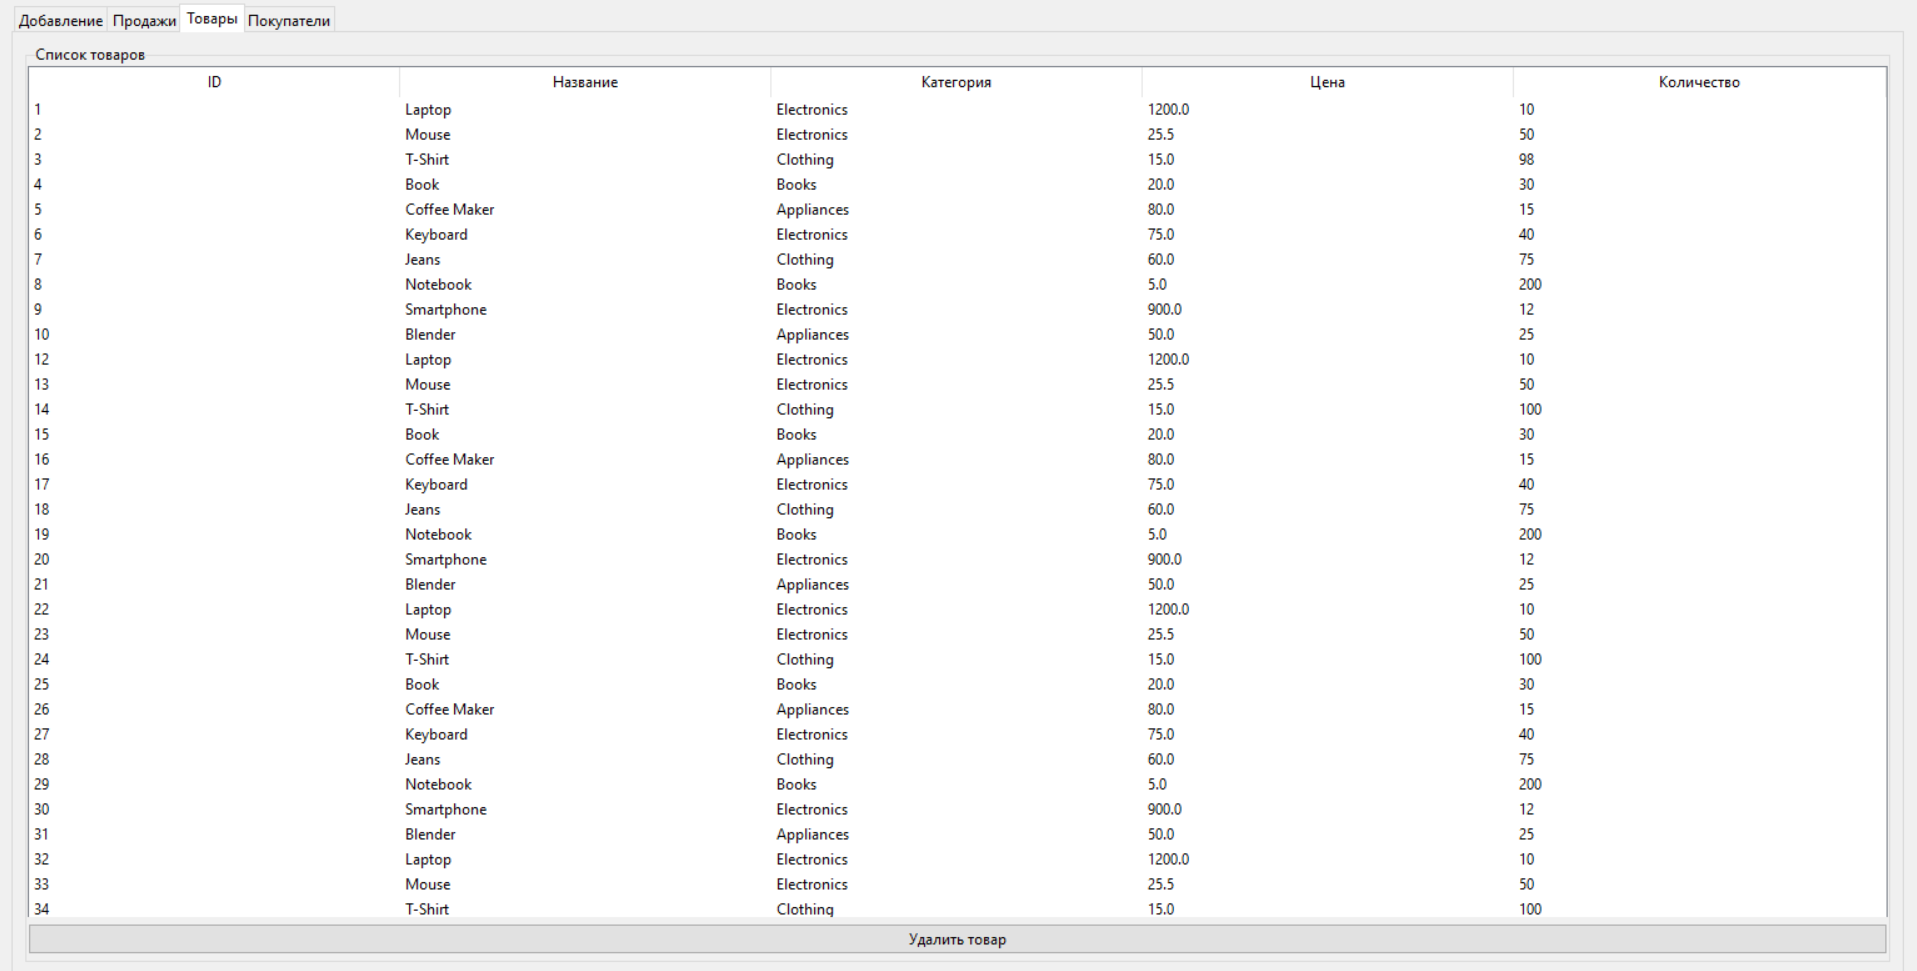 Добавление Продажи Товары Покупатели
Список товаров
ID Название Категория Цена Количество
1 Laptop Electronics 1200.0 10
2 Mouse Electronics 25.5 50
3 T-Shirt Clothing 15.0 98
4 Book Books 20.0 30
5 Coffee Maker Appliances 80.0 15
6 Keyboard Electronics 75.0 40
7 Jeans Clothing 60.0 75
8 Notebook Books 5.0 200
9 Smartphone Electronics 900.0 12
10 Blender Appliances 50.0 25
12 Laptop Electronics 1200.0 10
13 Mouse Electronics 25.5 50
14 T-Shirt Clothing 15.0 100
15 Book Books 20.0 30
16 Coffee Maker Appliances 80.0 15
17 Keyboard Electronics 75.0 40
18 Jeans Clothing 60.0 75
19 Notebook Books 5.0 200
20 Smartphone Electronics 900.0 12
21 Blender Appliances 50.0 25
22 Laptop Electronics 1200.0 10
23 Mouse Electronics 25.5 50
24 T-Shirt Clothing 15.0 100
25 Book Books 20.0 30
26 Coffee Maker Appliances 80.0 15
27 Keyboard Electronics 75.0 40
28 Jeans Clothing 60.0 75
29 Notebook Books 5.0 200
30 Smartphone Electronics 900.0 12
31 Blender Appliances 50.0 25
32 Laptop Electronics 1200.0 10
33 Mouse Electronics 25.5 50
34 T-Shirt Clothing 15.0 100
Удалить товар